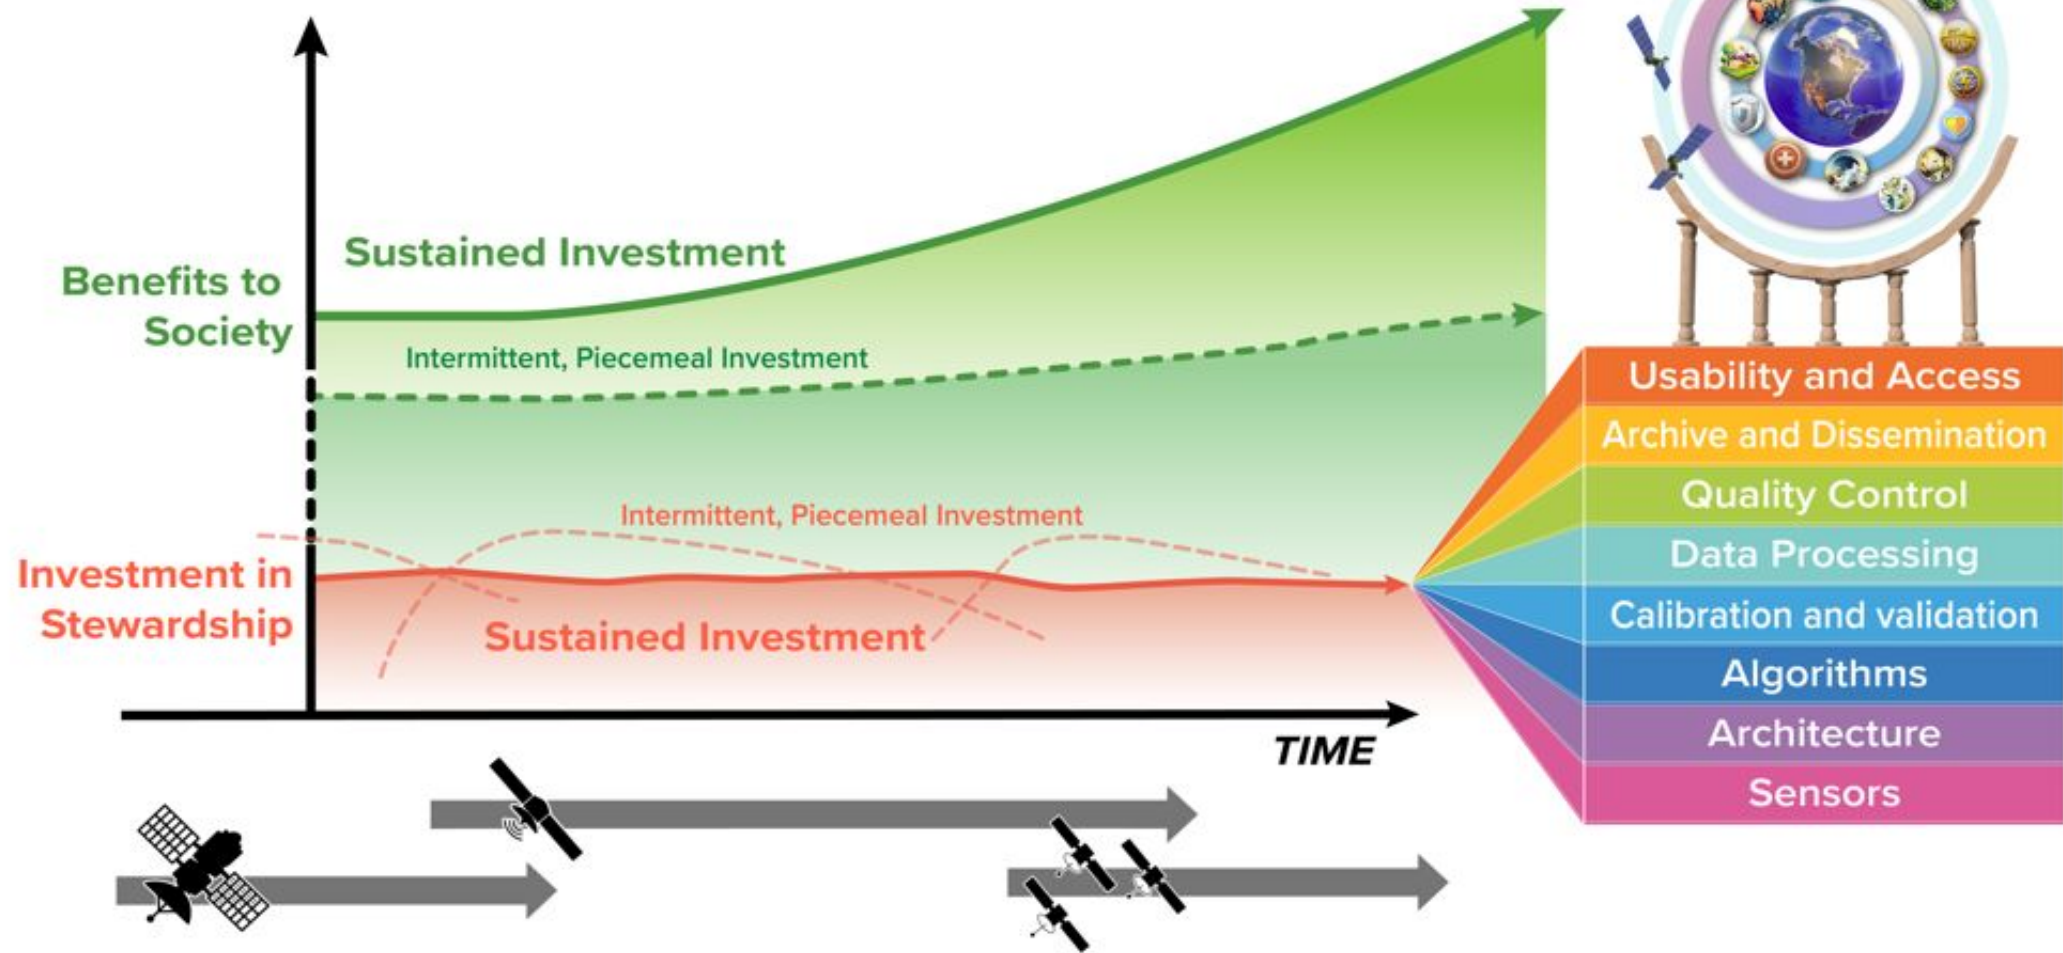 Sustained Investment
Benefits to
Society
Intermittent, Piecemeal Investment
Intermittent, Piecemeal Investment
Investment in
Stewardship
Sustained Investment
TIME
Usability and Access
Archive and Dissemination
Quality Control
Data Processing
Calibration and validation
Algorithms
Architecture
Sensors